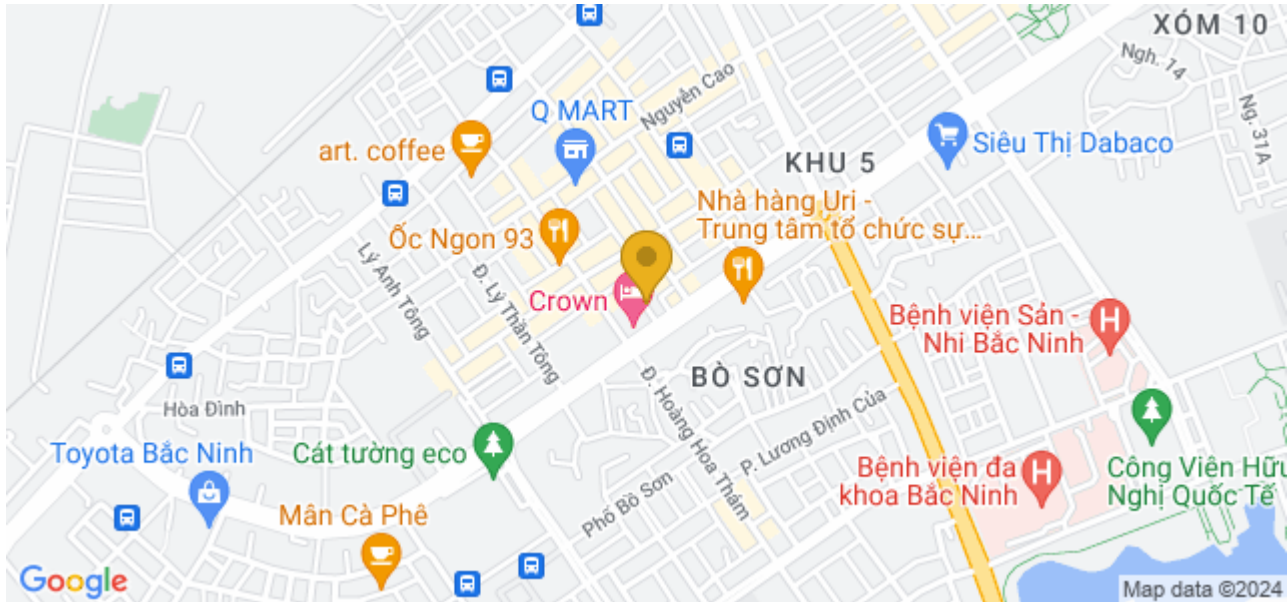 XÓM 10
Ngh. 14
Ng. 31A
Nguyễn Cao
Q MART
art. coffee
KHU 5
Siêu Thị Dabaco
Nhà hàng Uri -
Trung tâm tổ chức sự...
Ốc Ngon 93
Lý Anh Tông
Đ. Lý Thần Tông
Crown
Bệnh viện Sản -
Nhi Bắc Ninh
BÒ SƠN
Đ. Hoàng Hoa Thám
P. Lương Định Của
Hòa Đình
Toyota Bắc Ninh
Cát tường eco
Phố Bò Sơn
Bệnh viện đa
khoa Bắc Ninh
Công Viên Hữu
Nghị Quốc Tế
Mân Cà Phê
Google
Map data ©2024